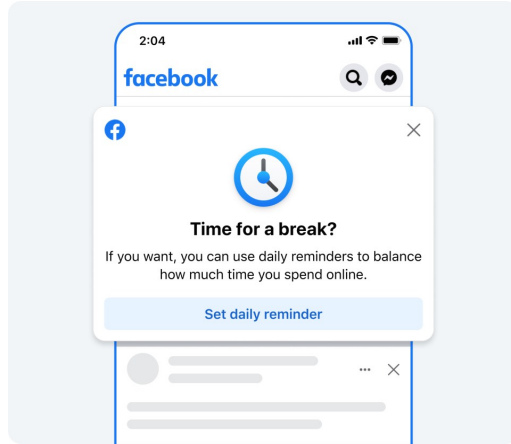 2:04
facebook
Time for a break?
If you want, you can use daily reminders to balance
how much time you spend online.
Set daily reminder